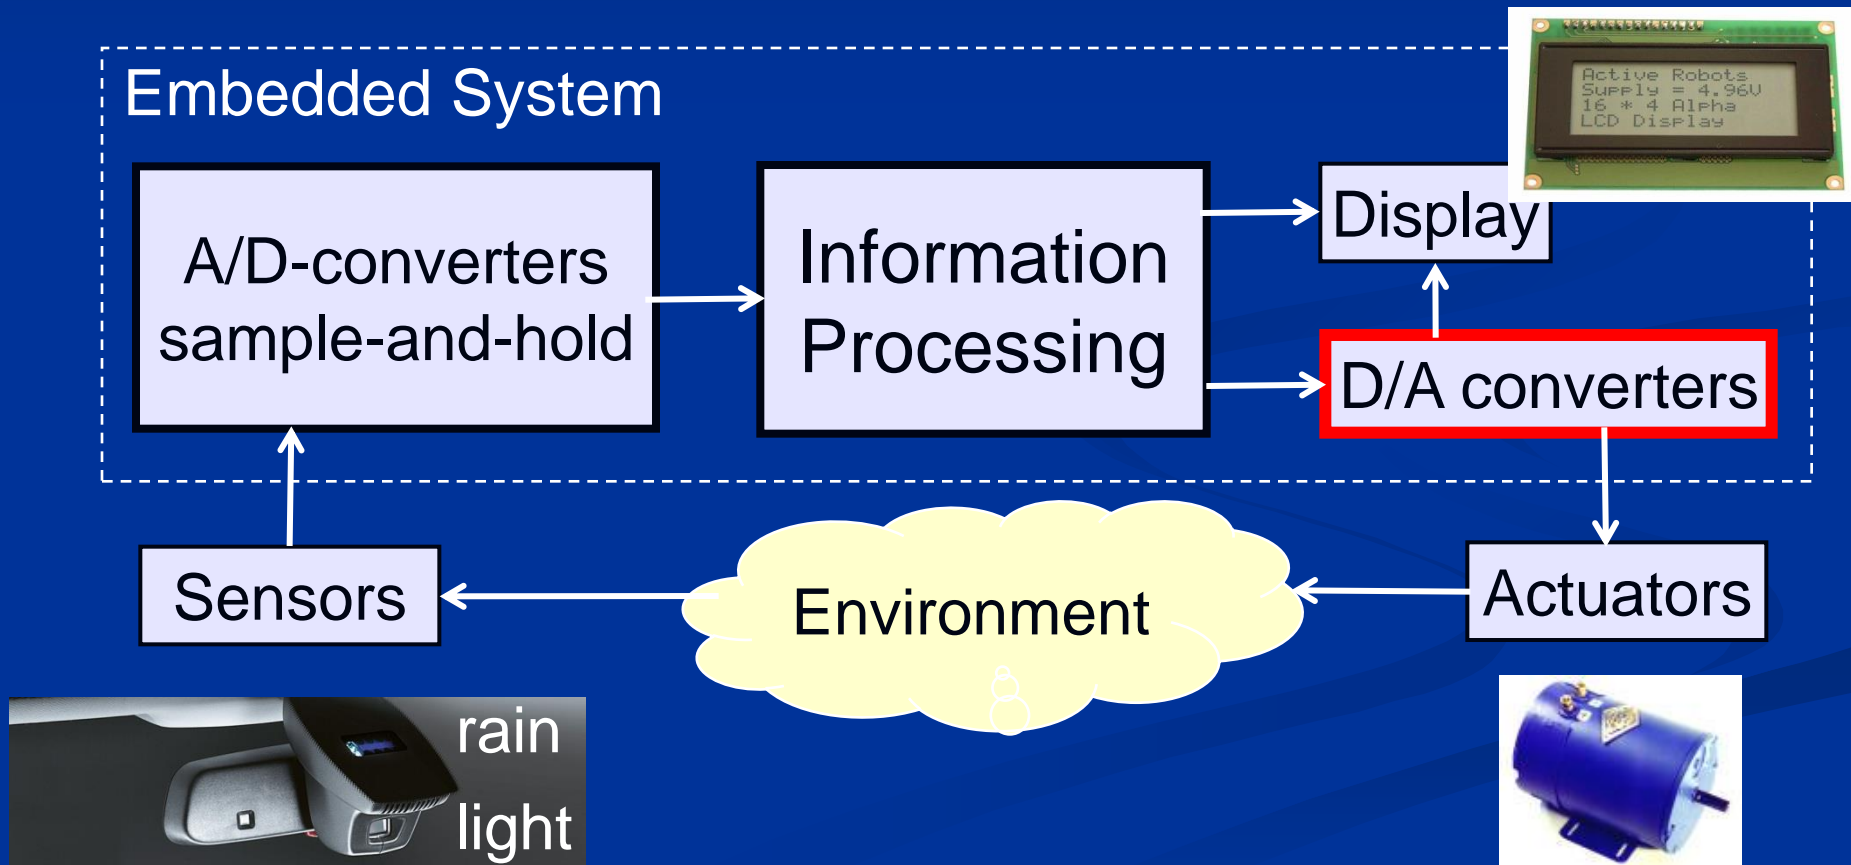 Embedded System
Active Robots
Supply = 4.96V
16 * 4 Alpha
LCD Display
A/D-converters
sample-and-hold
Information
Processing
Display
D/A converters
Sensors
Environment
Actuators
rain
light